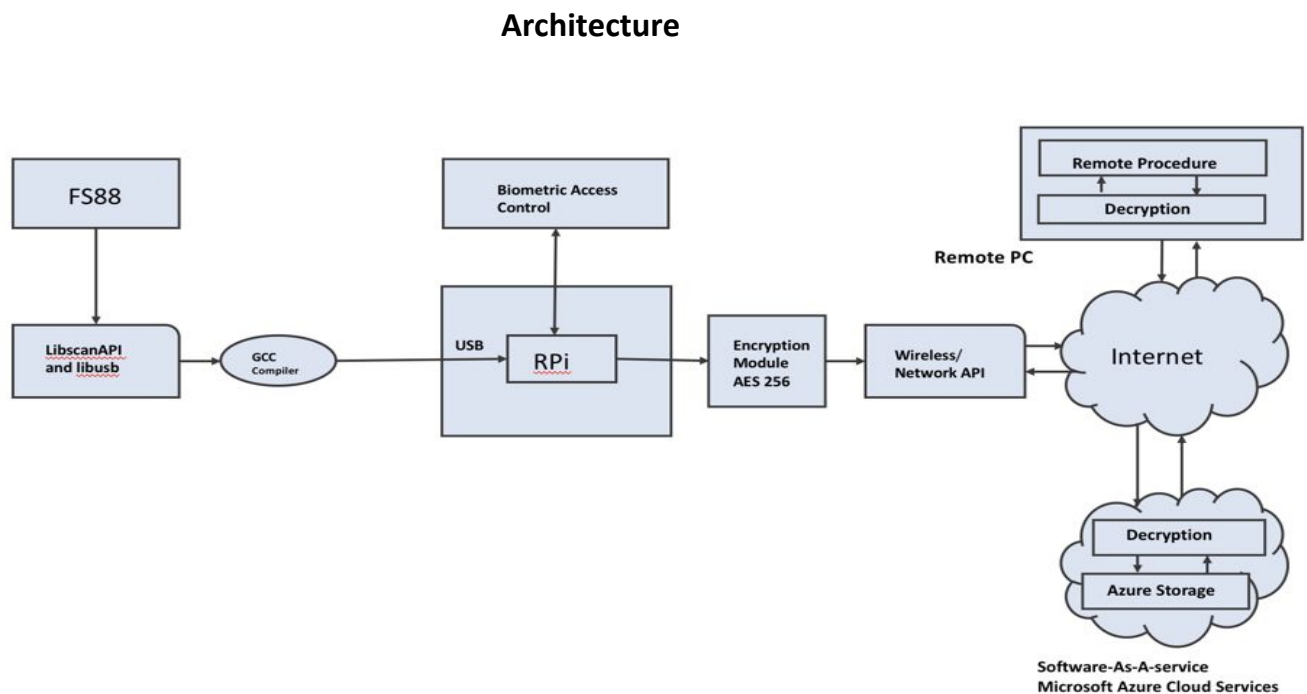 Architecture
FS88
LibscanAPI
and libusb
GCC
Compiler
Biometric Access
Control
USB
RPi
Encryption
Module
AES 256
Wireless/
Network API
Remote Procedure
Decryption
Remote PC
Internet
Decryption
Azure Storage
Software-As-A-service
Microsoft Azure Cloud Services